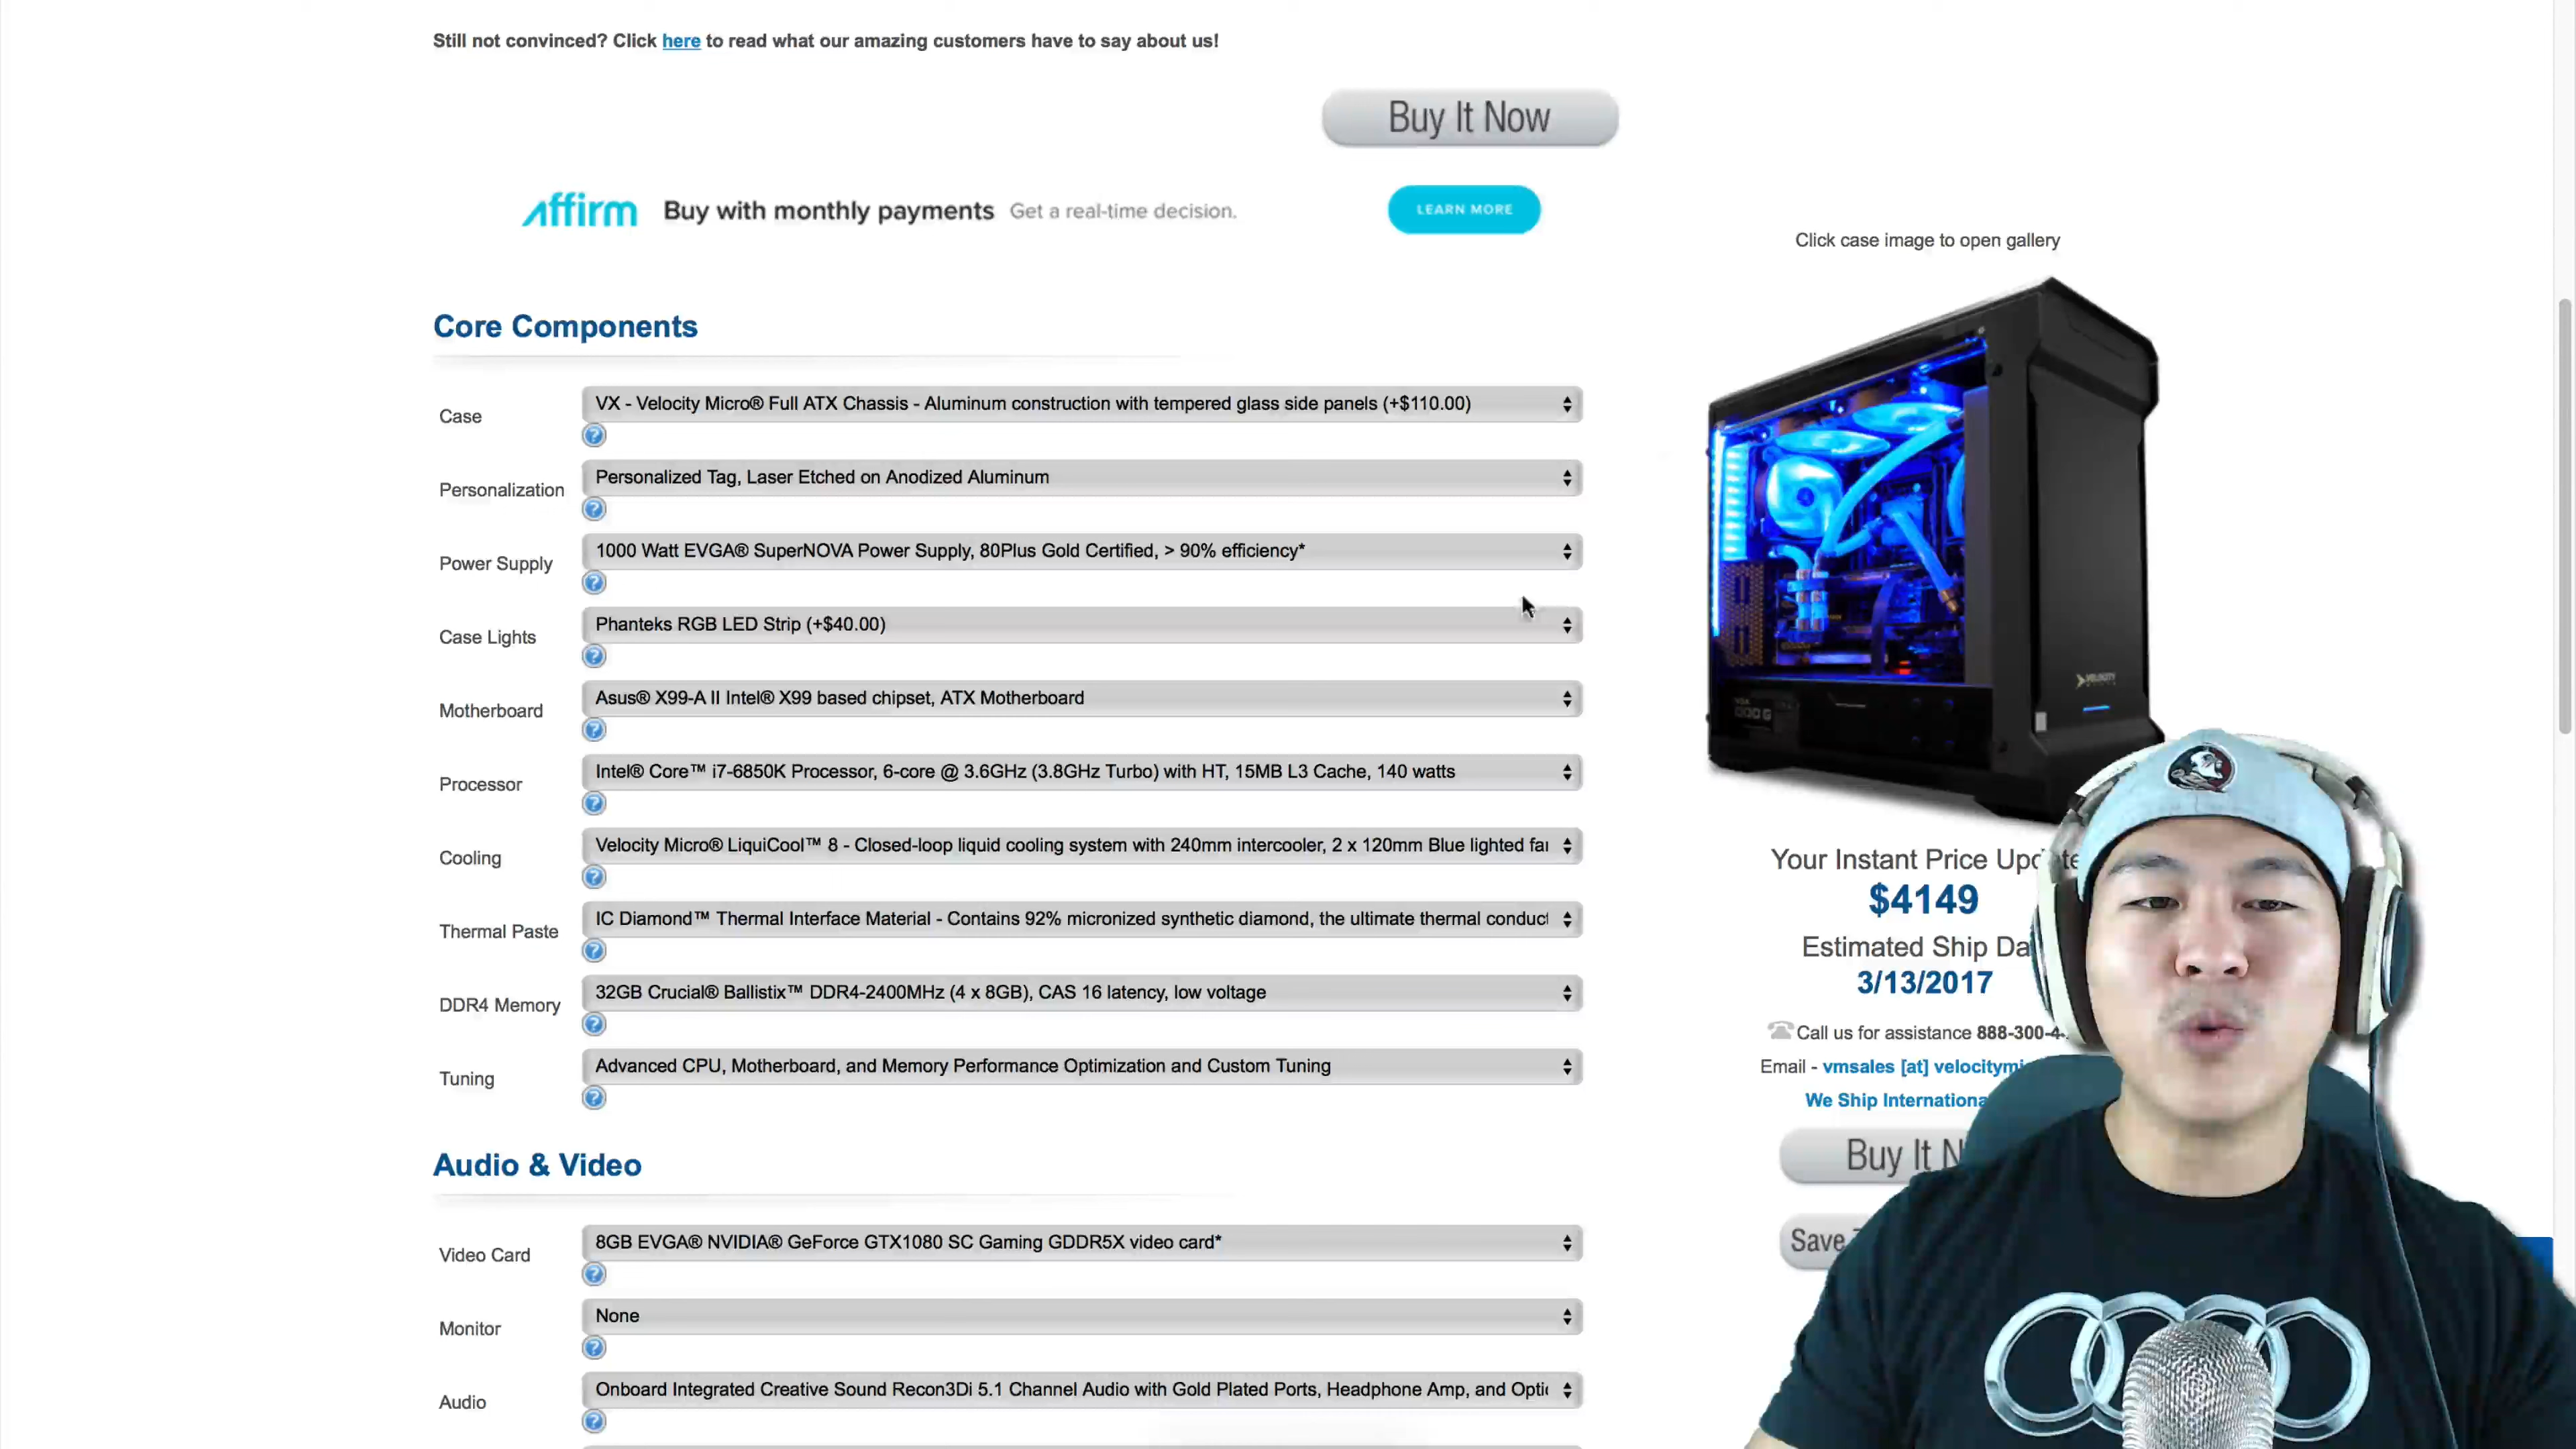 Still not convinced? Click here to read what our amazing customers have to say about us!
Buy It Now
affirm Buy with monthly payments Get a real-time decision. LEARN MORE
Click case image to open gallery
Core Components
Case VX - Velocity Micro® Full ATX Chassis - Aluminum construction with tempered glass side panels (+$110.00)
?
Personalization Personalized Tag, Laser Etched on Anodized Aluminum
?
Power Supply 1000 Watt EVGA® SuperNOVA Power Supply, 80Plus Gold Certified, > 90% efficiency*
?
Case Lights Phanteks RGB LED Strip (+$40.00)
?
Motherboard Asus® X99-A II Intel® X99 based chipset, ATX Motherboard
?
Processor Intel® Core™ i7-6850K Processor, 6-core @ 3.6GHz (3.8GHz Turbo) with HT, 15MB L3 Cache, 140 watts
?
Cooling Velocity Micro® LiquiCool™ 8 - Closed-loop liquid cooling system with 240mm intercooler, 2 x 120mm Blue lighted
?
Thermal Paste IC Diamond™ Thermal Interface Material - Contains 92% micronized synthetic diamond, the ultimate thermal conduct
?
DDR4 Memory 32GB Crucial® Ballistix™ DDR4-2400MHz (4 x 8GB), CAS 16 latency, low voltage
?
Tuning Advanced CPU, Motherboard, and Memory Performance Optimization and Custom Tuning
?
Audio & Video
Video Card 8GB EVGA® NVIDIA® GeForce GTX1080 SC Gaming GDDR5X video card*
?
Monitor None
?
Audio Onboard Integrated Creative Sound Recon3Di 5.1 Channel Audio with Gold Plated Ports, Headphone Amp, and Opti
?
VELOCITY
Your Instant Price
$4149
Estimated Ship Da
3/13/2017
Call us for assistance 888-300-4
Email - vmsales [at] velocitym
We Ship Internationa
Buy It N
Save